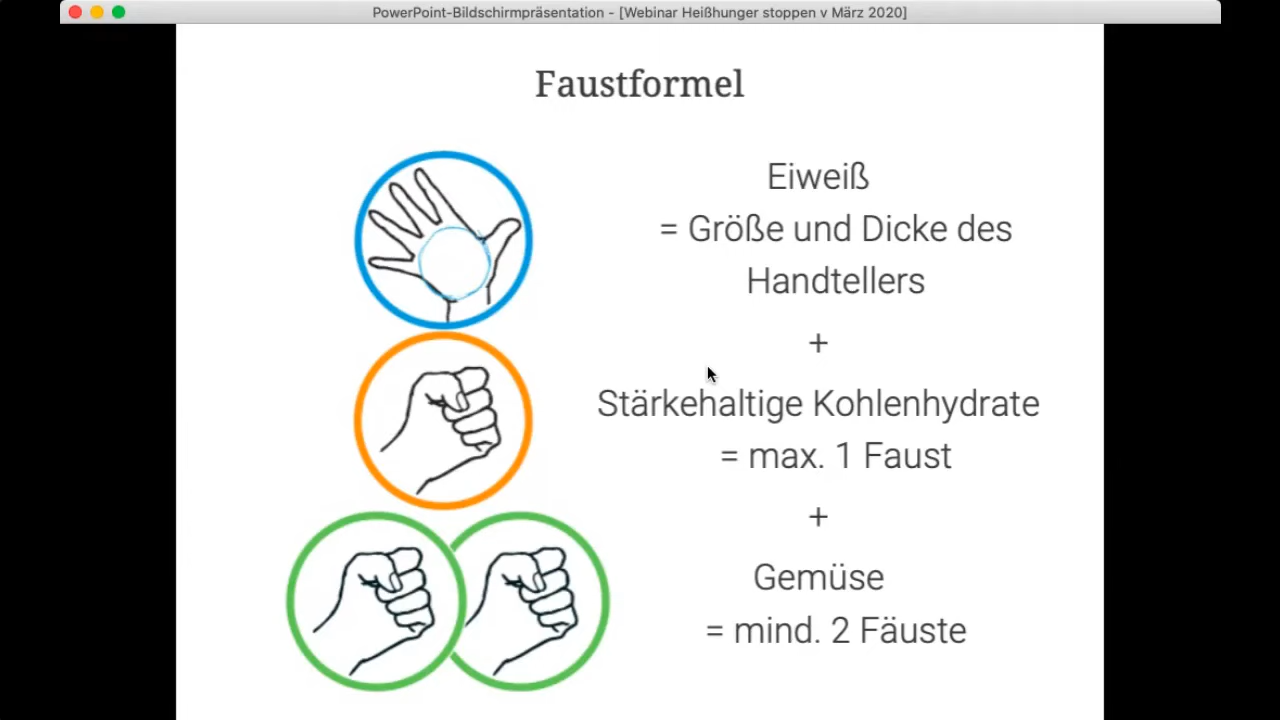 PowerPoint-Bildschirmpräsentation - [Webinar Heißhunger stoppen v März 2020]
Faustformel
Eiweiß
= Größe und Dicke des
Handtellers
+
Stärkehaltige Kohlenhydrate
= max. 1 Faust
+
Gemüse
= mind. 2 Fäuste